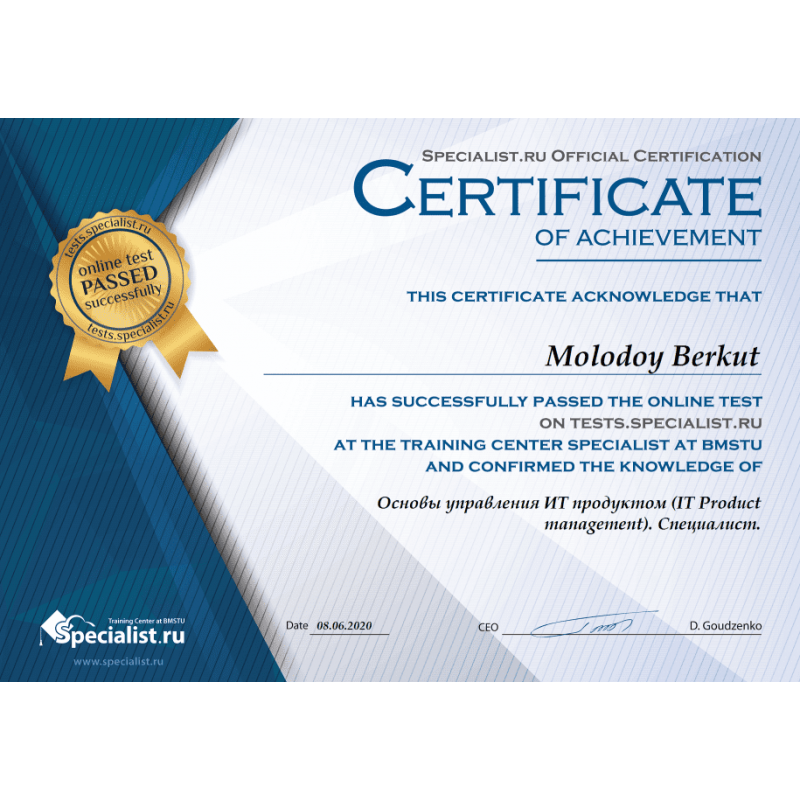 SPECIALIST.RU OFFICIAL CERTIFICATION
CERTIFICATE
OF ACHIEVEMENT
tests.specialist.ru
online test
PASSED
successfully
tests.specialist.ru
THIS CERTIFICATE ACKNOWLEDGE THAT
Molodoy Berkut
HAS SUCCESSFULLY PASSED THE ONLINE TEST
ON TESTS.SPECIALIST.RU
AT THE TRAINING CENTER SPECIALIST AT BMSTU
AND CONFIRMED THE KNOWLEDGE OF
Основы управления ИТ продуктом (IT Product
management). Специалист.
Training Center at BMSTU
Specialist.ru
www.specialist.ru
Date 08.06.2020
CEO D. Goudzenko